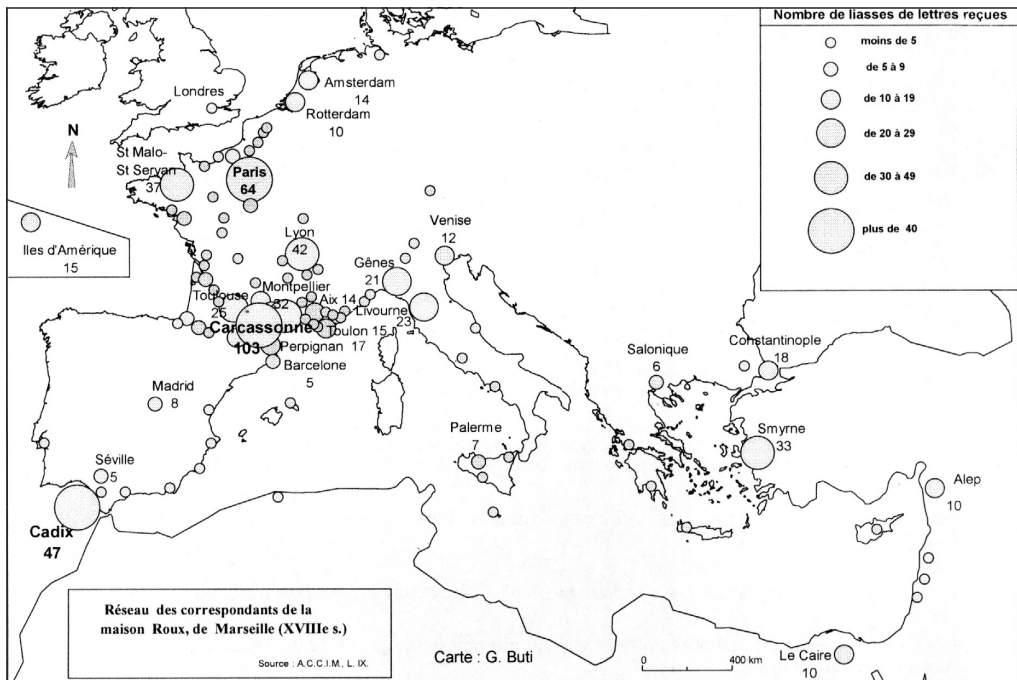 Nombre de liasses de lettres reçues
moins de 5
de 5 à 9
de 10 à 19
de 20 à 29
de 30 à 49
plus de 40
Londres
Amsterdam
14
Rotterdam
10
N
St Malo-
St Servan
37
Paris
64
Iles d'Amérique
15
Lyon
42
Venise
12
Gênes
21
Montpellier
32
Toulouse
25
Aix 14
Livourne
23
Carcassonne
103
Toulon 15
17
Perpignan
Barcelone
5
Madrid
8
Séville
5
Cadix
47
Palerme
7
Salonique
6
Constantinople
18
Smyrne
33
Alep
10
Le Caire
10
Réseau des correspondants de la
maison Roux, de Marseille (XVIIIe s.)
Source : A.C.C.I.M., L. IX.
Carte : G. Buti
0
400 km